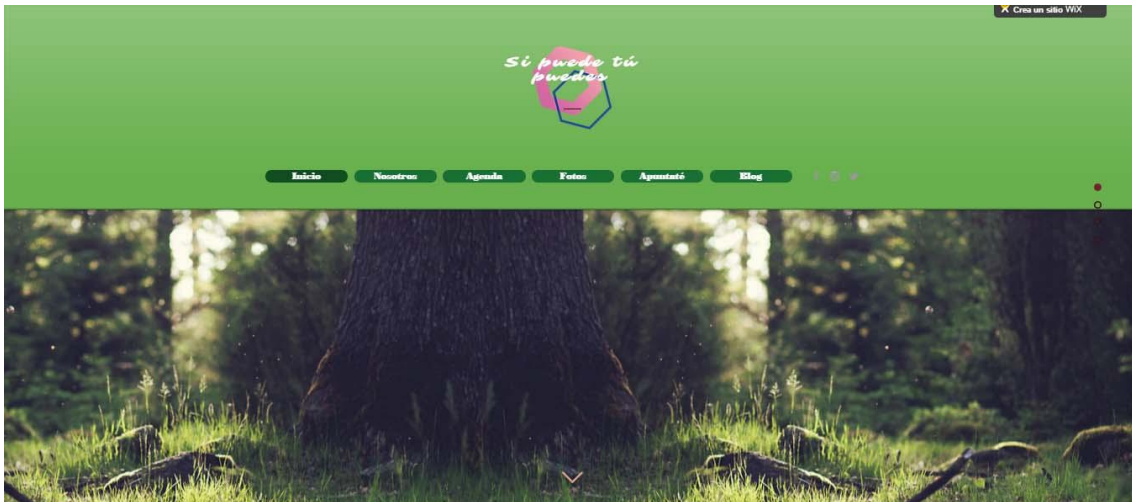 Crea un sitio WiX
Si puede tú
puedes
Inicio Nosotros Agenda Fotos Apuntaté Blog